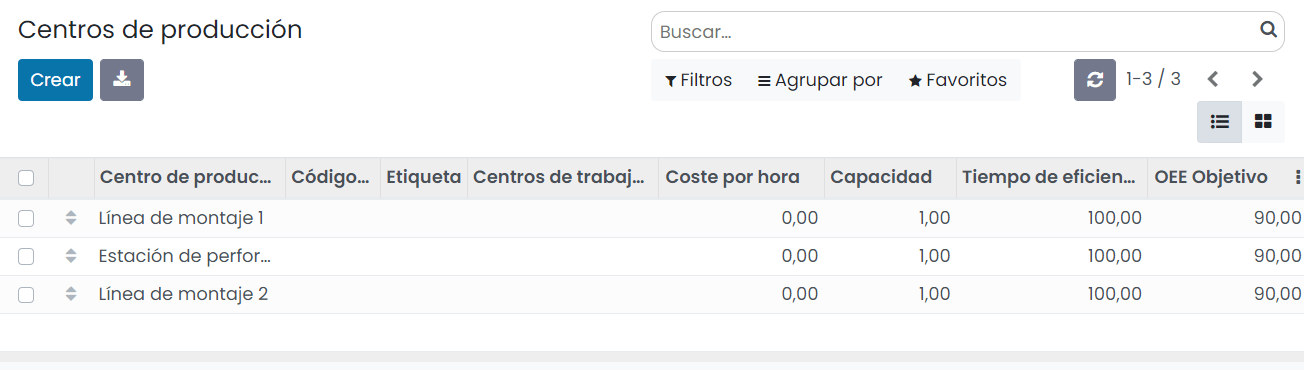 Centros de producción
Buscar...
Crear
Filtros Agrupar por Favoritos 1-3 / 3
Centro de produc... Código... Etiqueta Centros de trabaj... Coste por hora Capacidad Tiempo de eficien... OEE Objetivo
Línea de montaje 1 0,00 1,00 100,00 90,00
Estación de perfor... 0,00 1,00 100,00 90,00
Línea de montaje 2 0,00 1,00 100,00 90,00